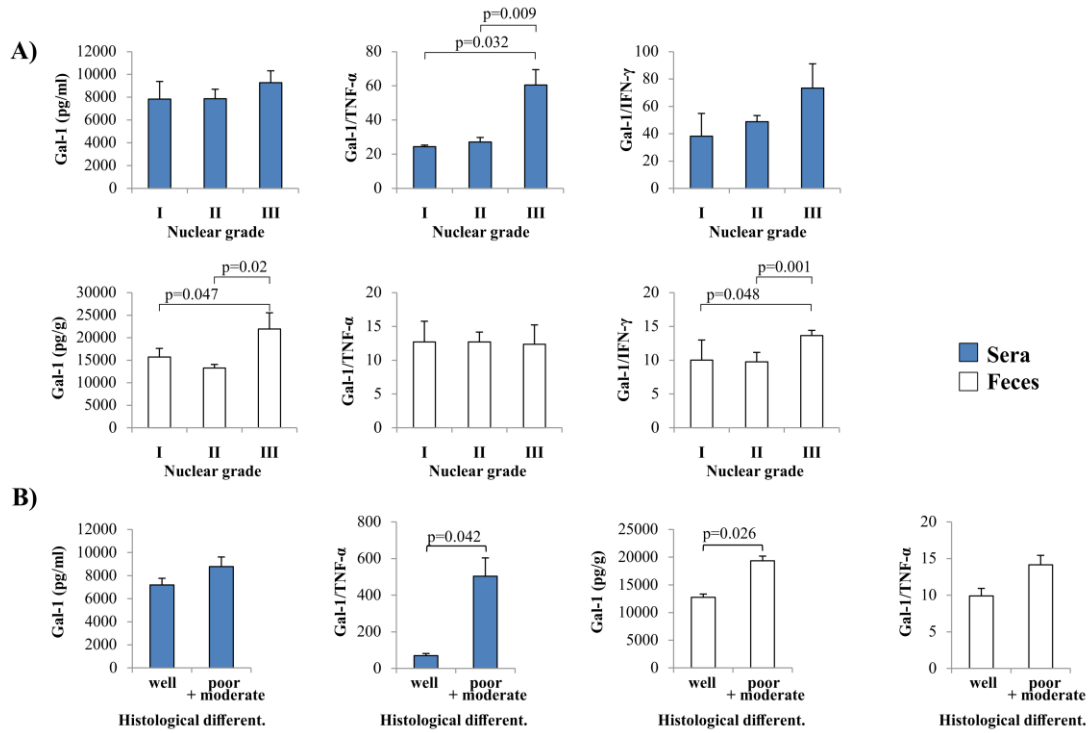 A)
p=0.009
p=0.032
Gal-1 (pg/ml)
12000
10000
8000
6000
4000
2000
0
I II III
Nuclear grade
Gal-1/TNF-α
80
60
40
20
0
I II III
Nuclear grade
Gal-1/IFN-γ
100
80
60
40
20
0
I II III
Nuclear grade
p=0.02
p=0.047
Gal-1 (pg/g)
30000
25000
20000
15000
10000
5000
0
I II III
Nuclear grade
Gal-1/TNF-α
20
15
10
5
0
I II III
Nuclear grade
p=0.001
p=0.048
Gal-1/IFN-γ
20
15
10
5
0
I II III
Nuclear grade
Sera
Feces
B)
Gal-1 (pg/ml)
12000
10000
8000
6000
4000
2000
0
well poor
+ moderate
Histological different.
p=0.042
Gal-1/TNF-α
800
600
400
200
0
well poor
+ moderate
Histological different.
p=0.026
Gal-1 (pg/g)
25000
20000
15000
10000
5000
0
well poor
+ moderate
Histological different.
Gal-1/TNF-α
20
15
10
5
0
well poor
+ moderate
Histological different.